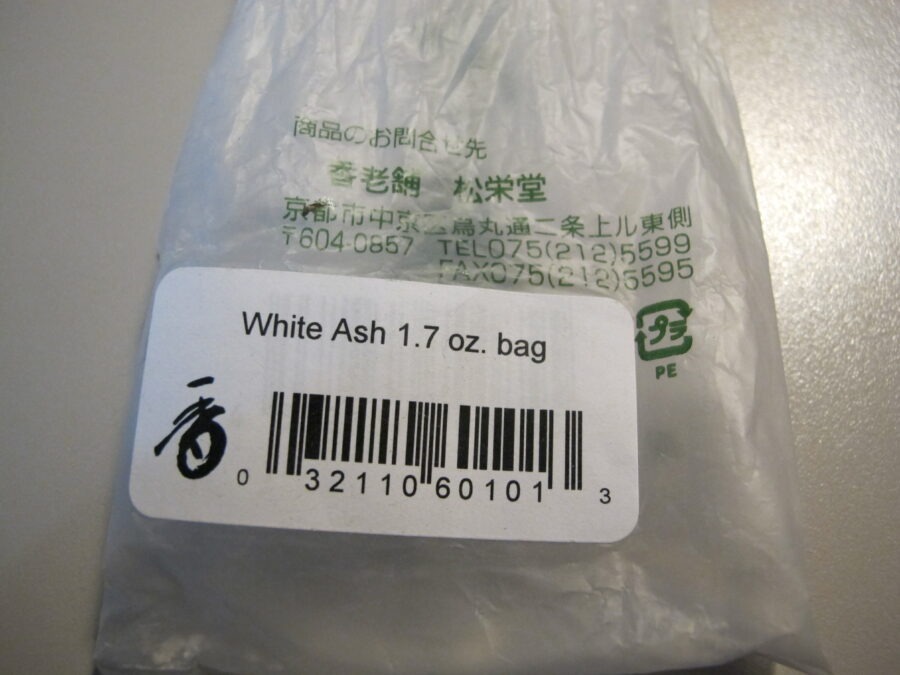 商品のお問合せ先
香老舗 松栄堂
京都市中京区烏丸通二条上ル東側
〒604-0857 TEL075(212)5599
FAX075(212)5595
プラ
PE
White Ash 1.7 oz. bag
香
0 32110 60101 3